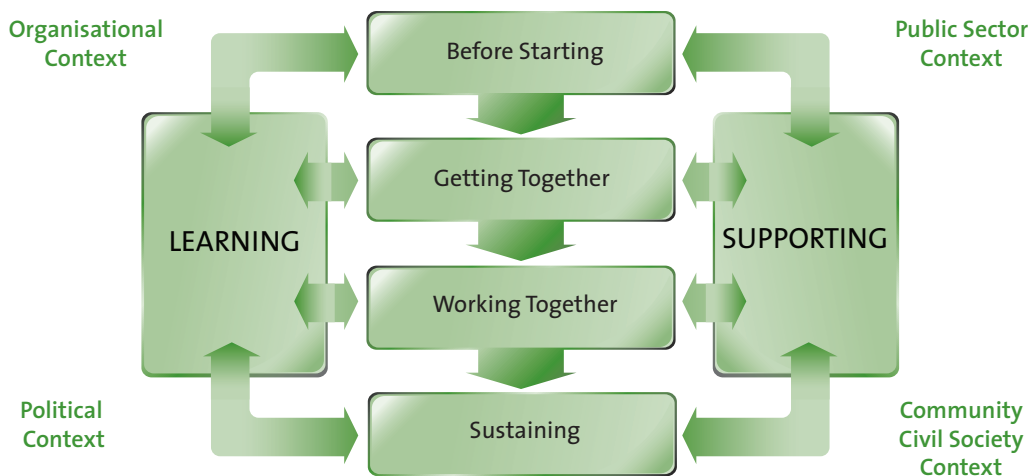 Organisational
Context
Before Starting
Public Sector
Context
Getting Together
LEARNING
SUPPORTING
Working Together
Political
Context
Sustaining
Community
Civil Society
Context